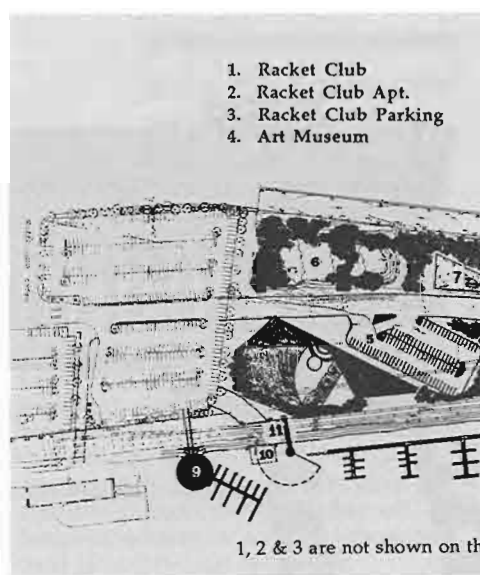 1. Racket Club
2. Racket Club Apt.
3. Racket Club Parking
4. Art Museum
6
7
5
11
10
9
1, 2 & 3 are not shown on th